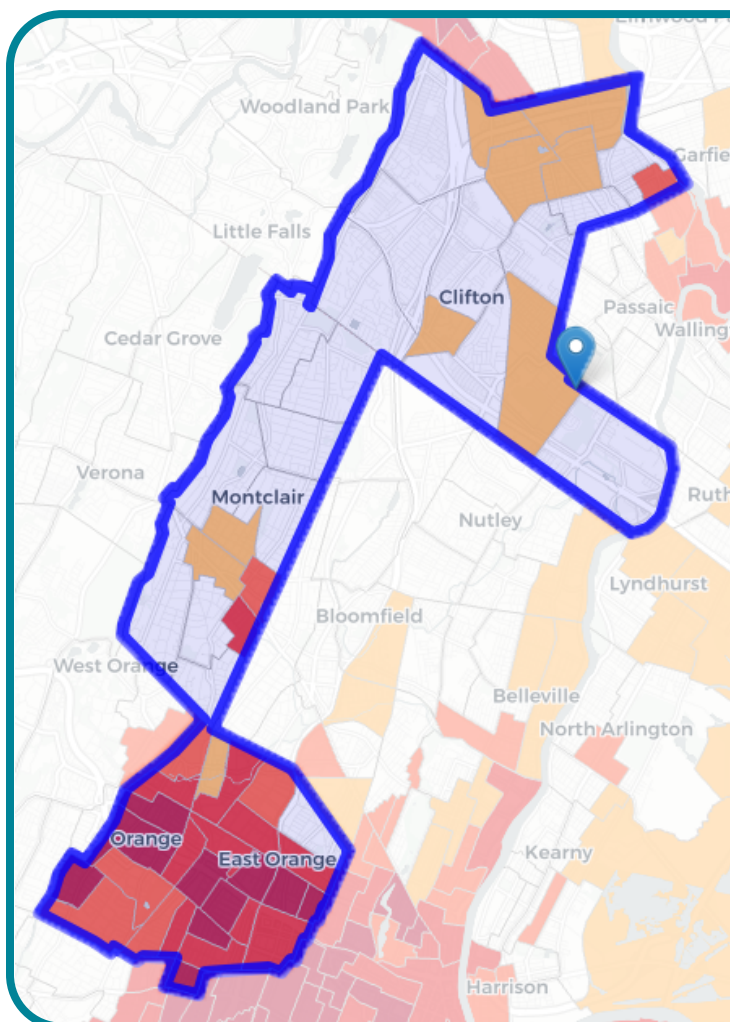 Woodland Park
Garfie
Little Falls
Clifton
Passaic
Walling
Cedar Grove
Verona
Montclair
Ruth
Nutley
Lyndhurst
Bloomfield
West Orange
Belleville
North Arlington
Orange
East Orange
Kearny
Harrison